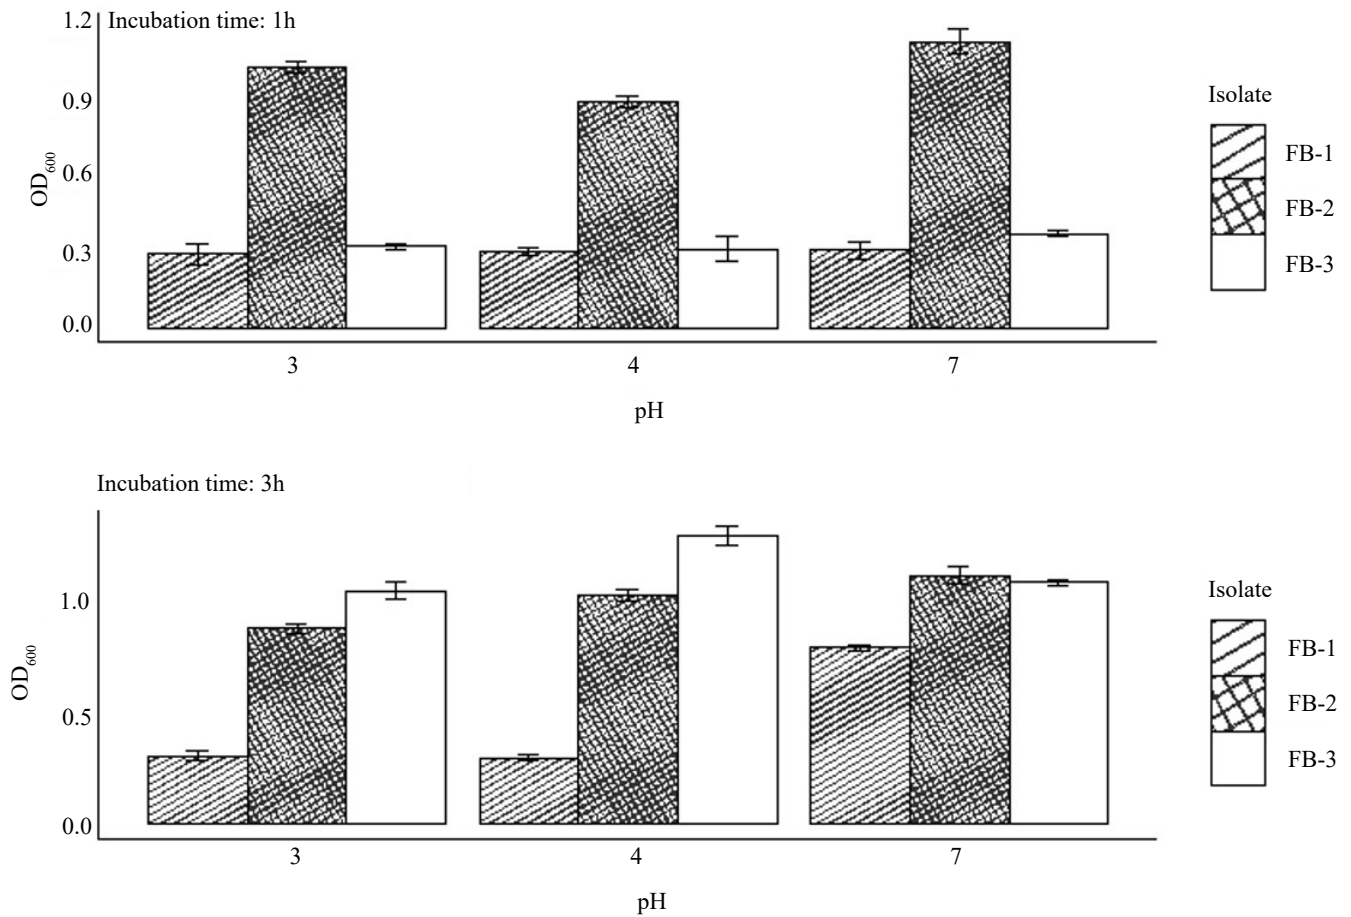 Incubation time: 1h
1.2
0.9
0.6
0.3
0.0
OD600
3 4 7
pH
Isolate
FB-1
FB-2
FB-3
Incubation time: 3h
1.0
0.5
0.0
OD600
3 4 7
pH
Isolate
FB-1
FB-2
FB-3